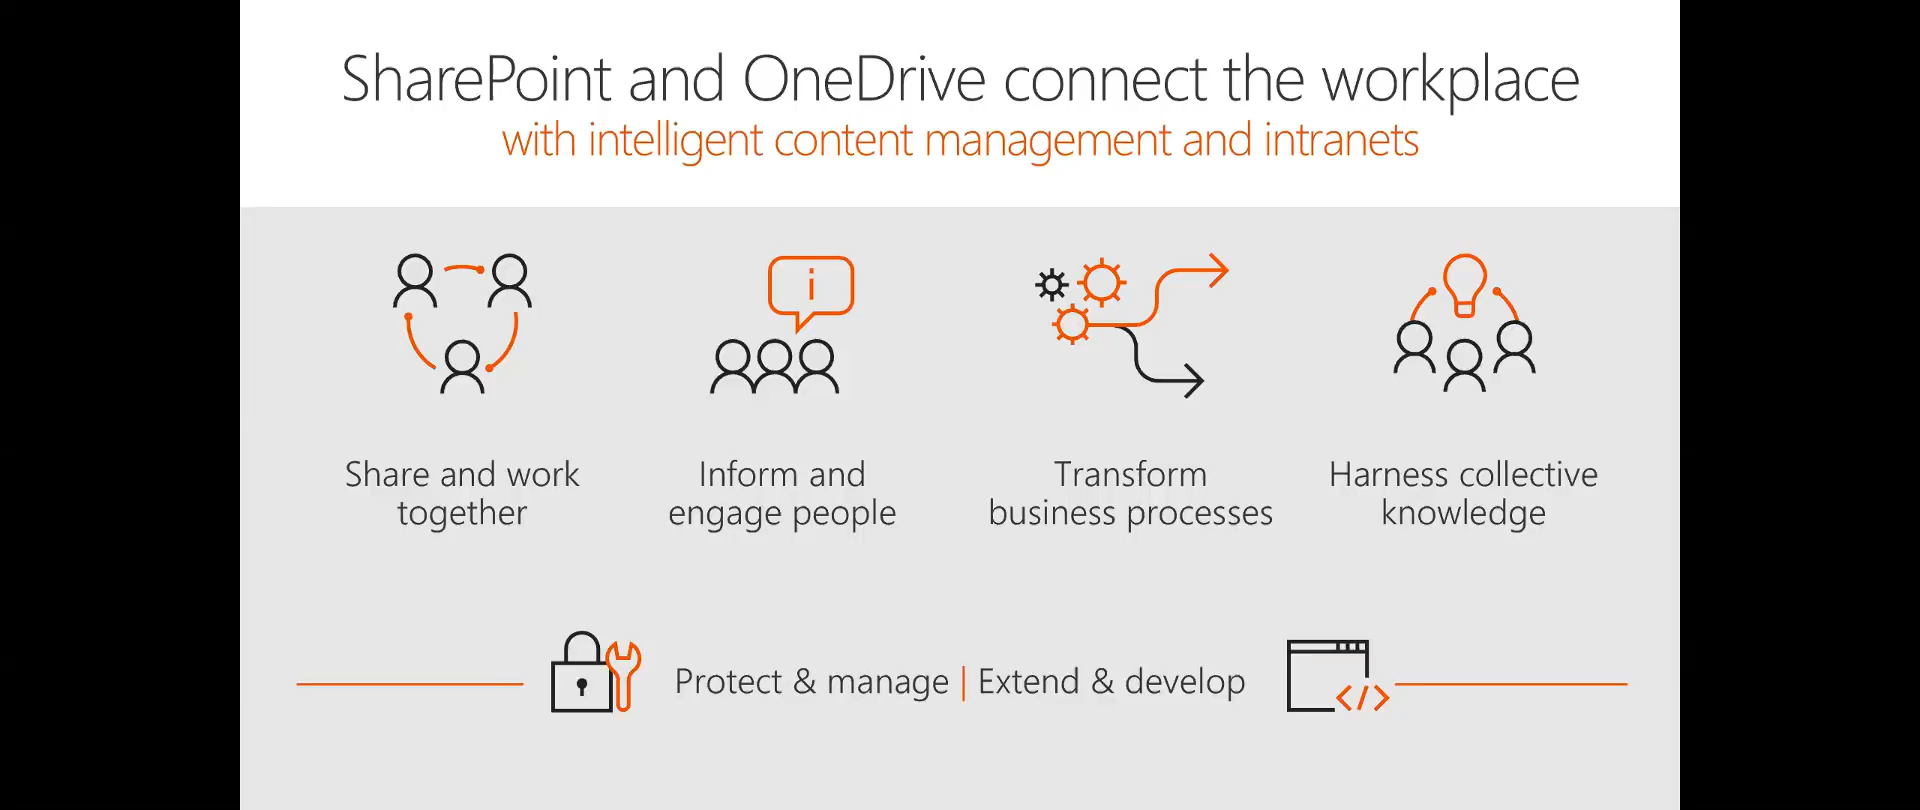 SharePoint and OneDrive connect the workplace
with intelligent content management and intranets
i
Share and work
together
Inform and
engage people
Transform
business processes
Harness collective
knowledge
Protect & manage | Extend & develop
</>